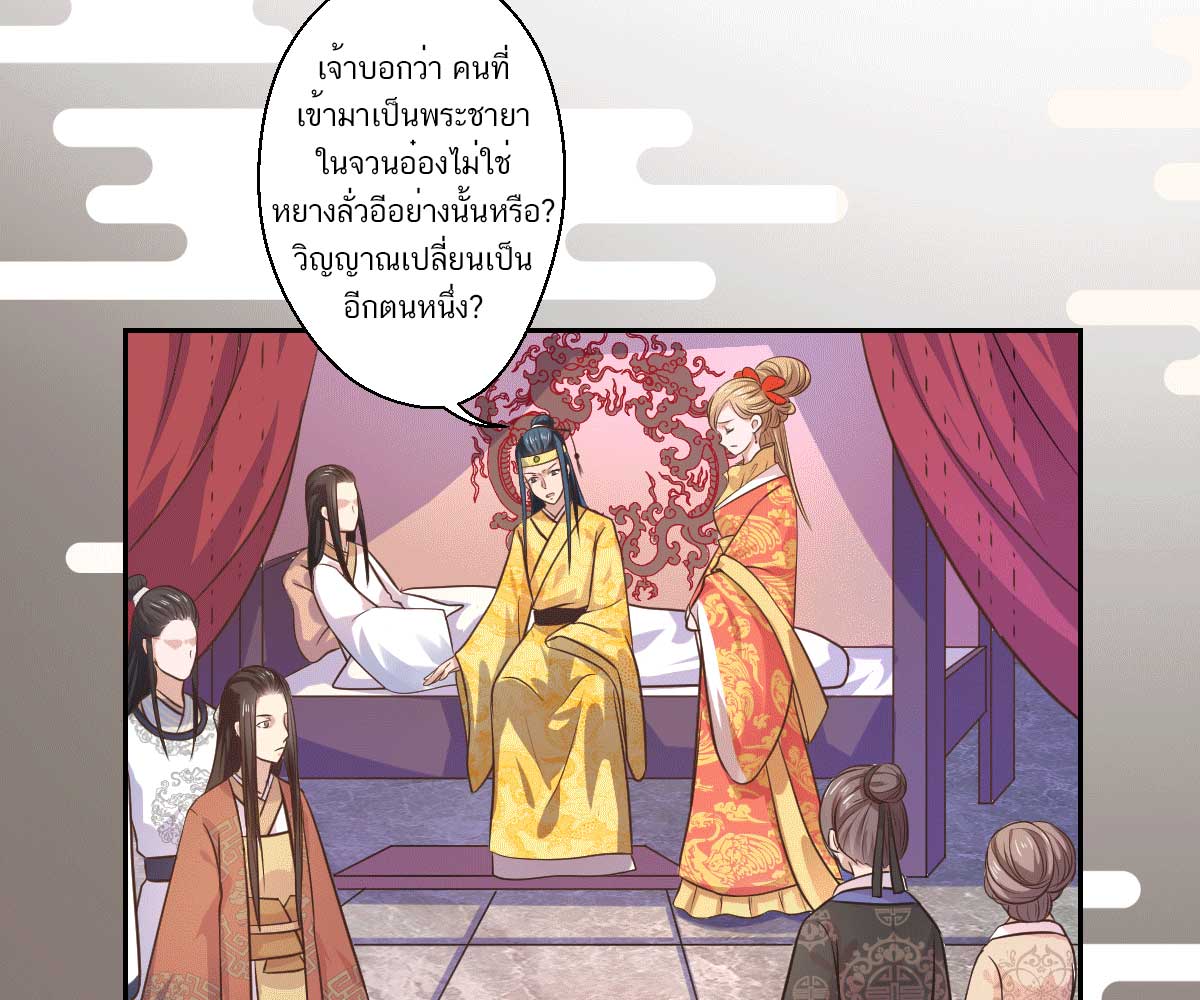 เจ้าบอกว่า คนที่
เข้ามาเป็นพระชายา
ในจวนอ๋องไม่ใช่
หยางลั่วอีอย่างนั้นหรือ?
วิญญาณเปลี่ยนเป็น
อีกตนหนึ่ง?